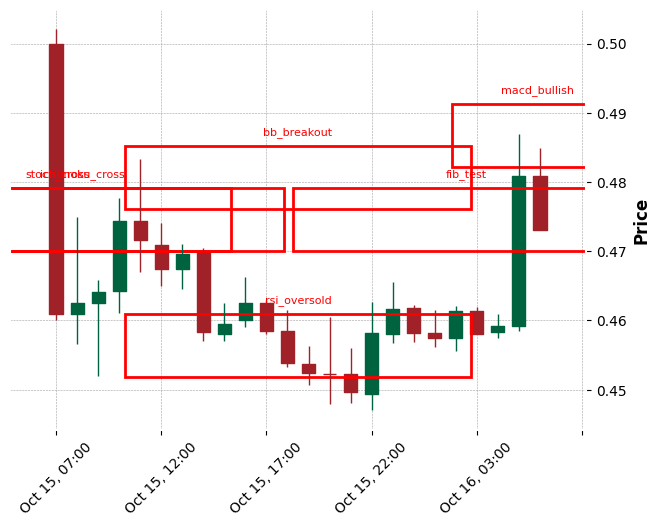 0.50
macd_bullish
0.49
bb_breakout
0.48
fib_test
0.47
Price
rsi_oversold
0.46
0.45
Oct 15, 07:00
Oct 15, 12:00
Oct 15, 17:00
Oct 15, 22:00
Oct 16, 03:00